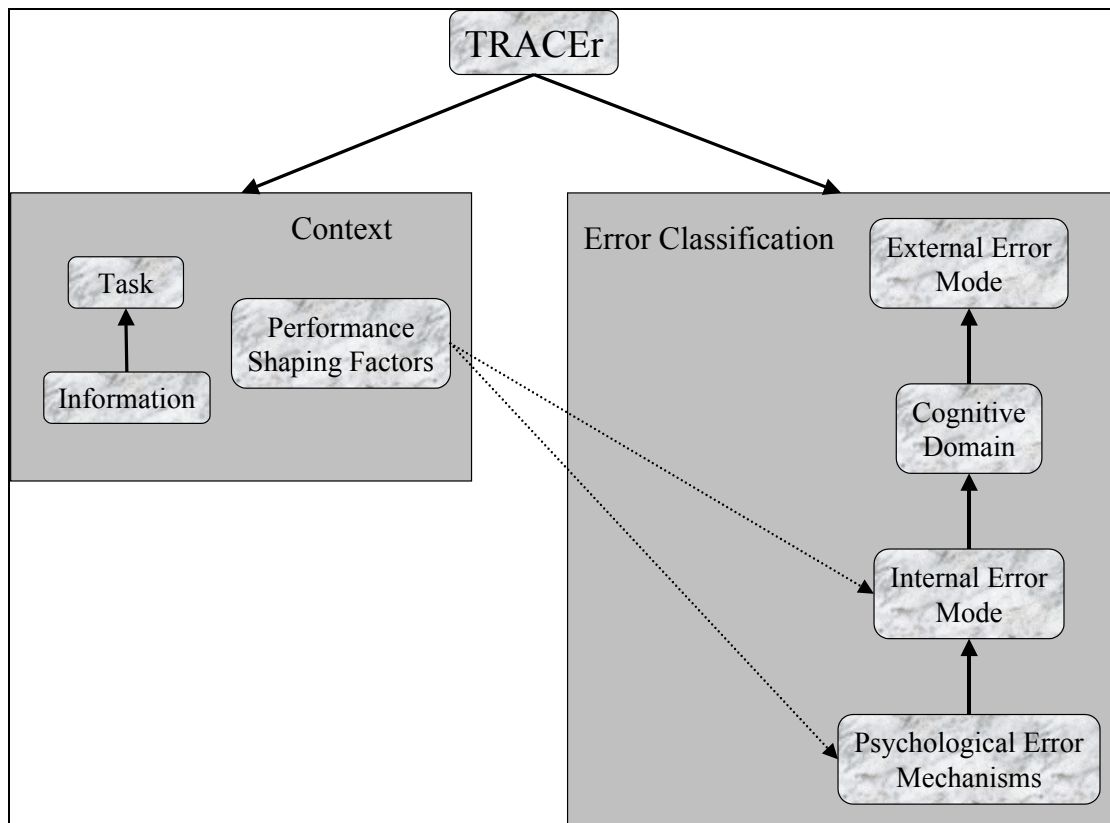 TRACEr
Context
Task
Performance
Shaping Factors
Information
Error Classification
External Error
Mode
Cognitive
Domain
Internal Error
Mode
Psychological Error
Mechanisms